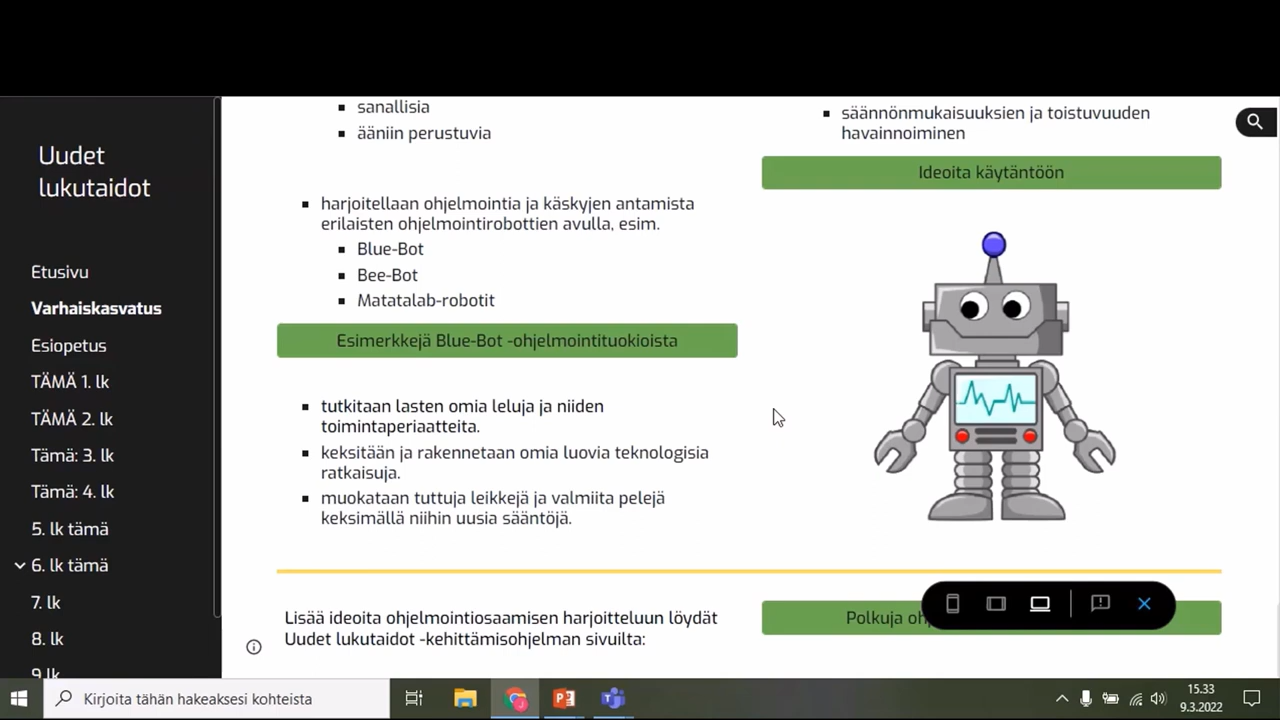 Uudet
lukutaidot
Etusivu
Varhaiskasvatus
Esiopetus
TÄMÄ 1. lk
TÄMÄ 2. lk
Tämä: 3. lk
Tämä: 4. lk
5. lk tämä
6. lk tämä
7. lk
8. lk
9. lk
sanallisia
ääniin perustuvia
harjoitellaan ohjelmointia ja käskyjen antamista
erilaisten ohjelmointirobottien avulla, esim.
Blue-Bot
Bee-Bot
Matatalab-robotit
Esimerkkejä Blue-Bot -ohjelmointituokioista
tutkitaan lasten omia leluja ja niiden
toimintaperiaatteita.
keksitään ja rakennetaan omia luovia teknologisia
ratkaisuja.
muokataan tuttuja leikkejä ja valmiita pelejä
keksimällä niihin uusia sääntöjä.
säännönmukaisuuksien ja toistuvuuden
havainnoiminen
Ideoita käytäntöön
Lisää ideoita ohjelmointiosaamisen harjoitteluun löydät
Uudet lukutaidot -kehittämisohjelman sivuilta:
Polkuja
Kirjoita tähän hakeaksesi kohteista
15.33
9.3.2022